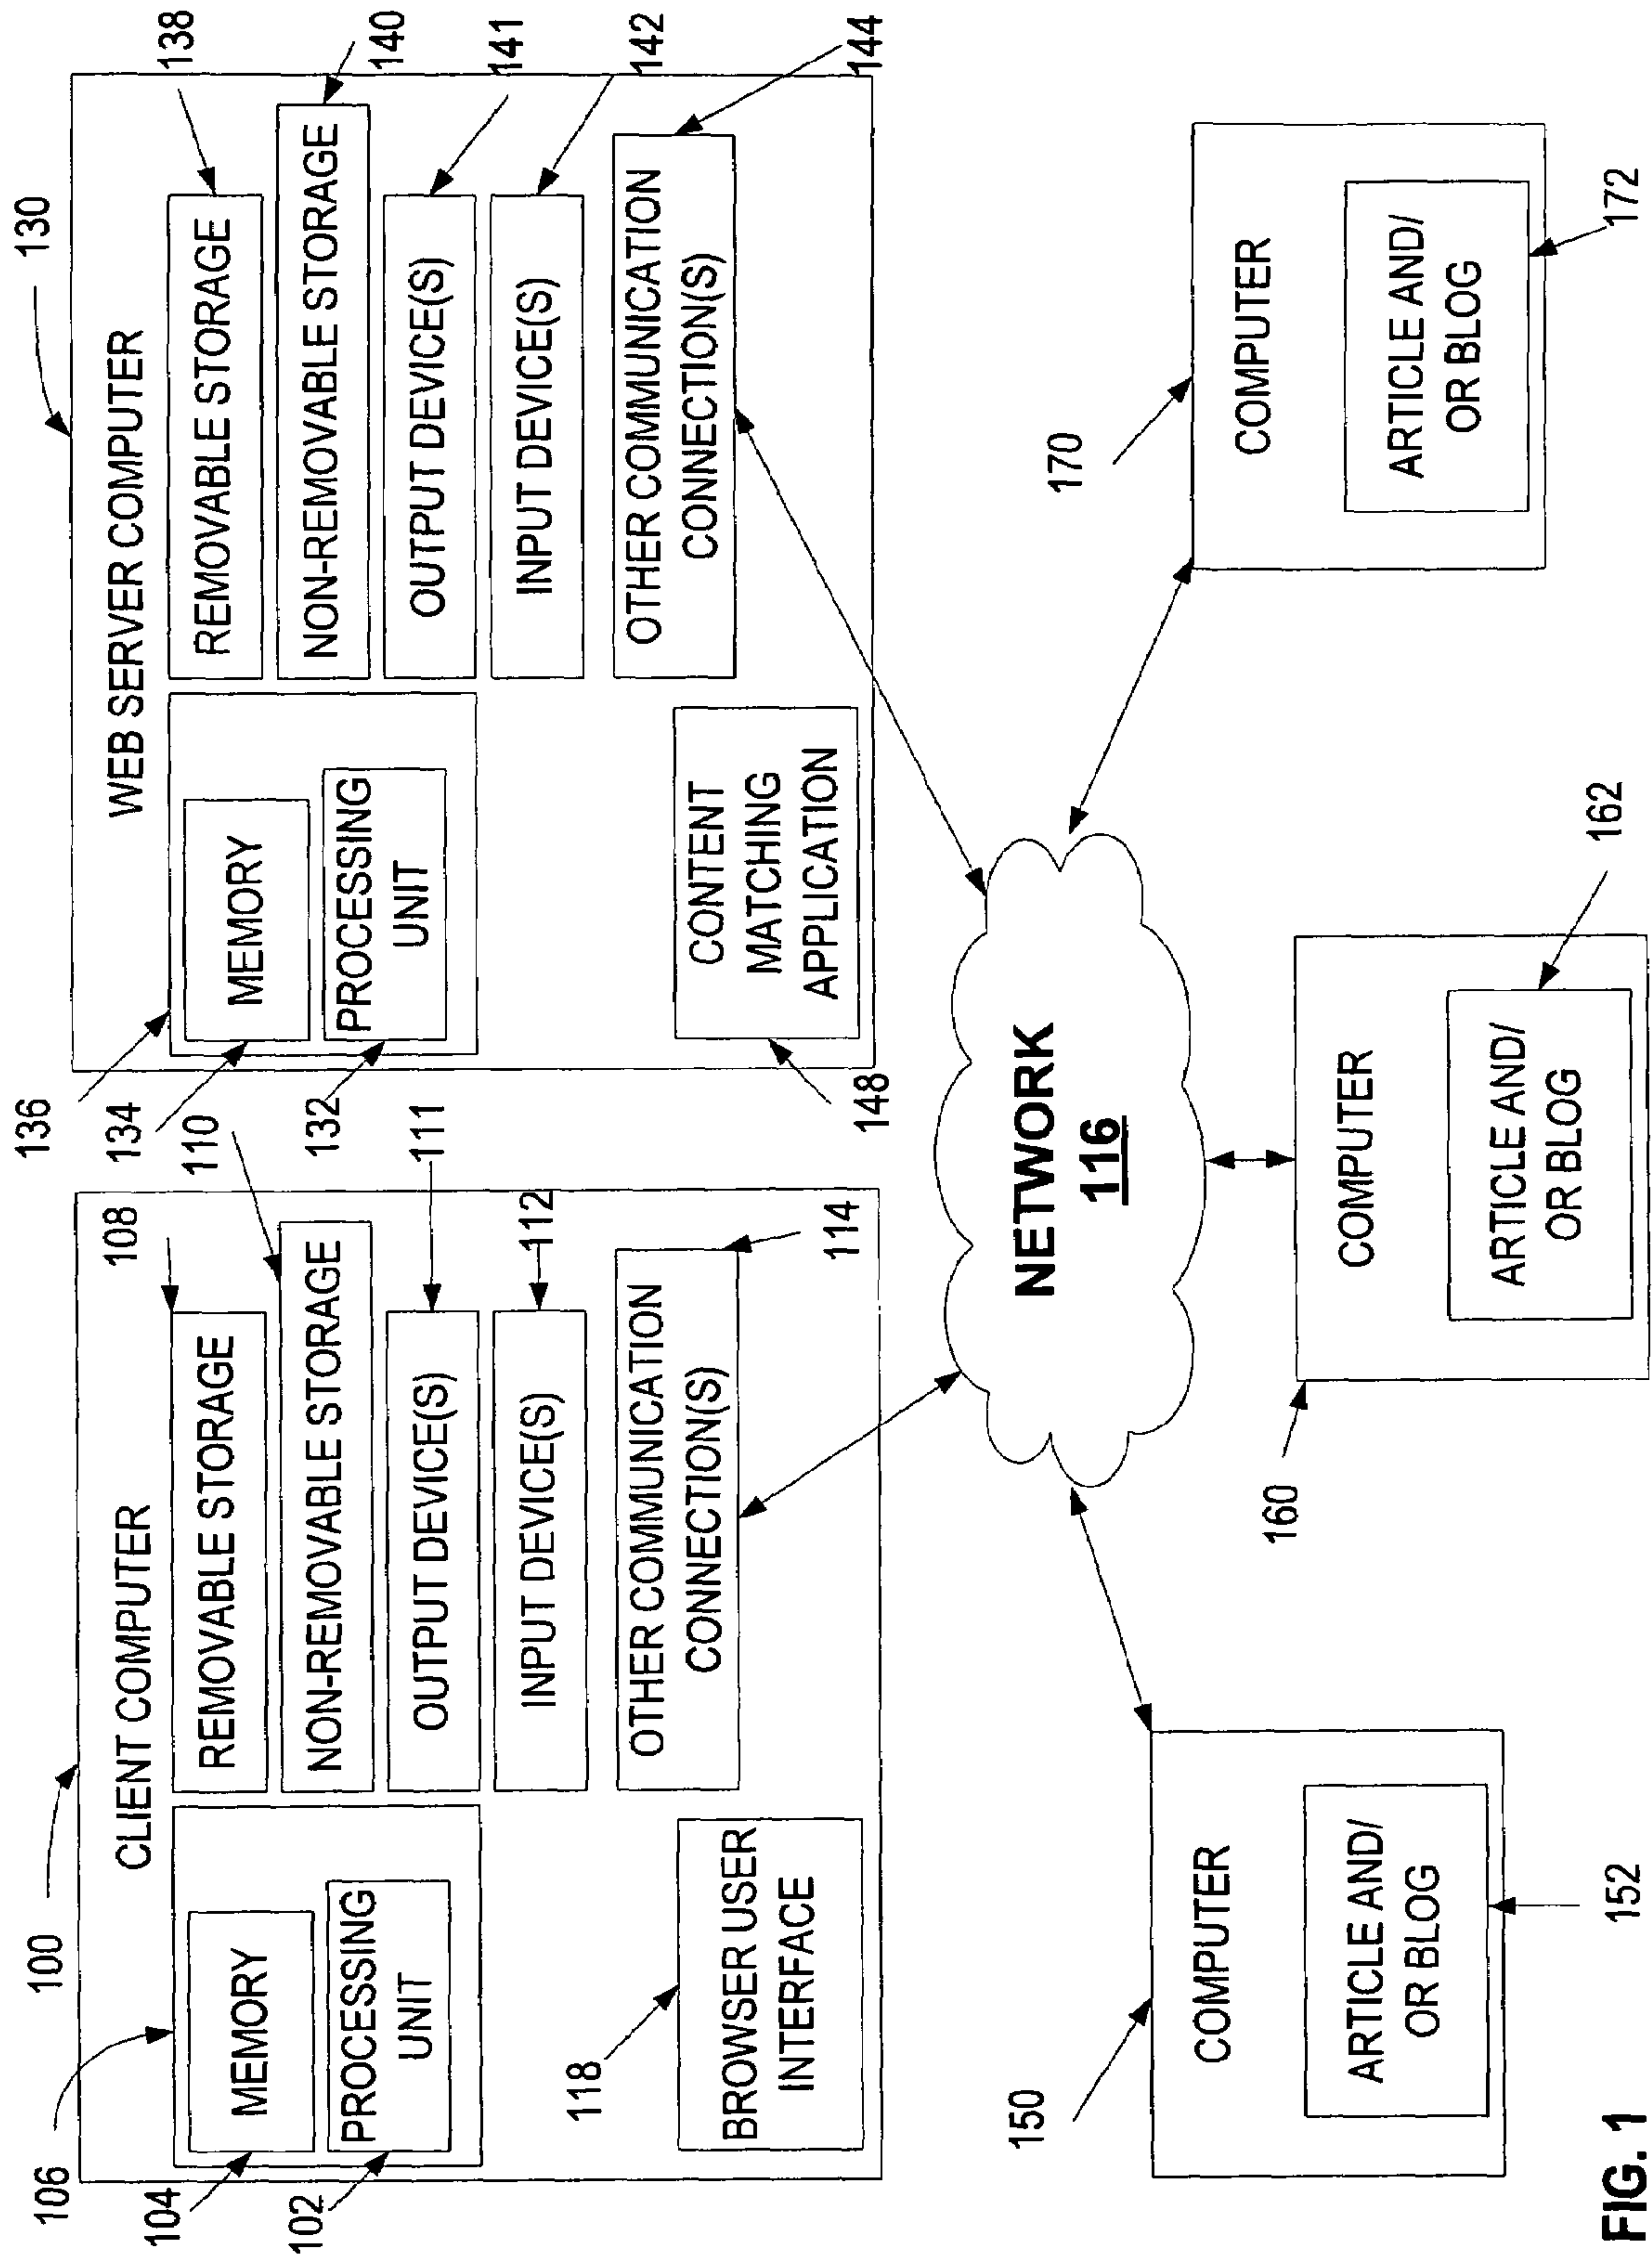 100
CLIENT COMPUTER
106
104
MEMORY
102
PROCESSING
UNIT
108
REMOVABLE STORAGE
110
NON-REMOVABLE STORAGE
111
OUTPUT DEVICE(S)
112
INPUT DEVICE(S)
114
OTHER COMMUNICATION
CONNECTION(S)
118
BROWSER USER
INTERFACE
130
WEB SERVER COMPUTER
136
134
MEMORY
132
PROCESSING
UNIT
138
REMOVABLE STORAGE
140
NON-REMOVABLE STORAGE
141
OUTPUT DEVICE(S)
142
INPUT DEVICE(S)
144
OTHER COMMUNICATION
CONNECTION(S)
148
CONTENT
MATCHING
APPLICATION
NETWORK
116
150
COMPUTER
ARTICLE AND/
OR BLOG
152
160
COMPUTER
ARTICLE AND/
OR BLOG
162
170
COMPUTER
ARTICLE AND/
OR BLOG
172
FIG. 1